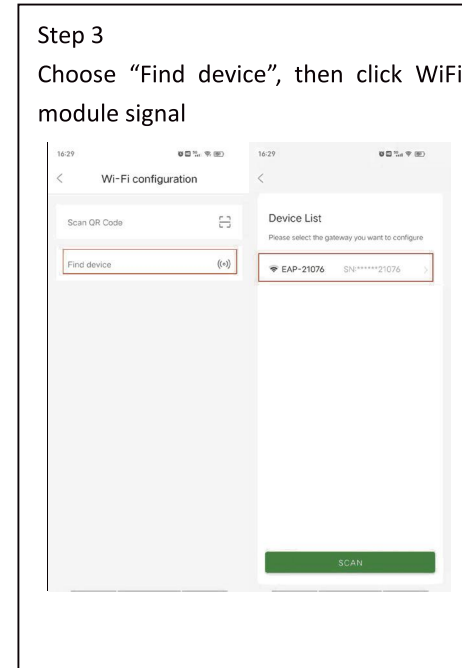 Step 3
Choose “Find device”, then click WiFi
module signal
16:29
Wi-Fi configuration
Scan QR Code
Find device
16:29
Device List
Please select the gateway you want to configure
EAP-21076 SN:******21076
SCAN